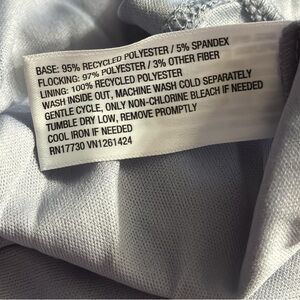 BASE: 95% RECYCLED POLYESTER / 5% SPANDEX
FLOCKING: 97% POLYESTER / 3% OTHER FIBER
LINING: 100% RECYCLED POLYESTER
WASH INSIDE OUT, MACHINE WASH COLD SEPARATELY
GENTLE CYCLE, ONLY NON-CHLORINE BLEACH IF NEEDED
TUMBLE DRY LOW, REMOVE PROMPTLY
COOL IRON IF NEEDED
RN17730 VN1261424